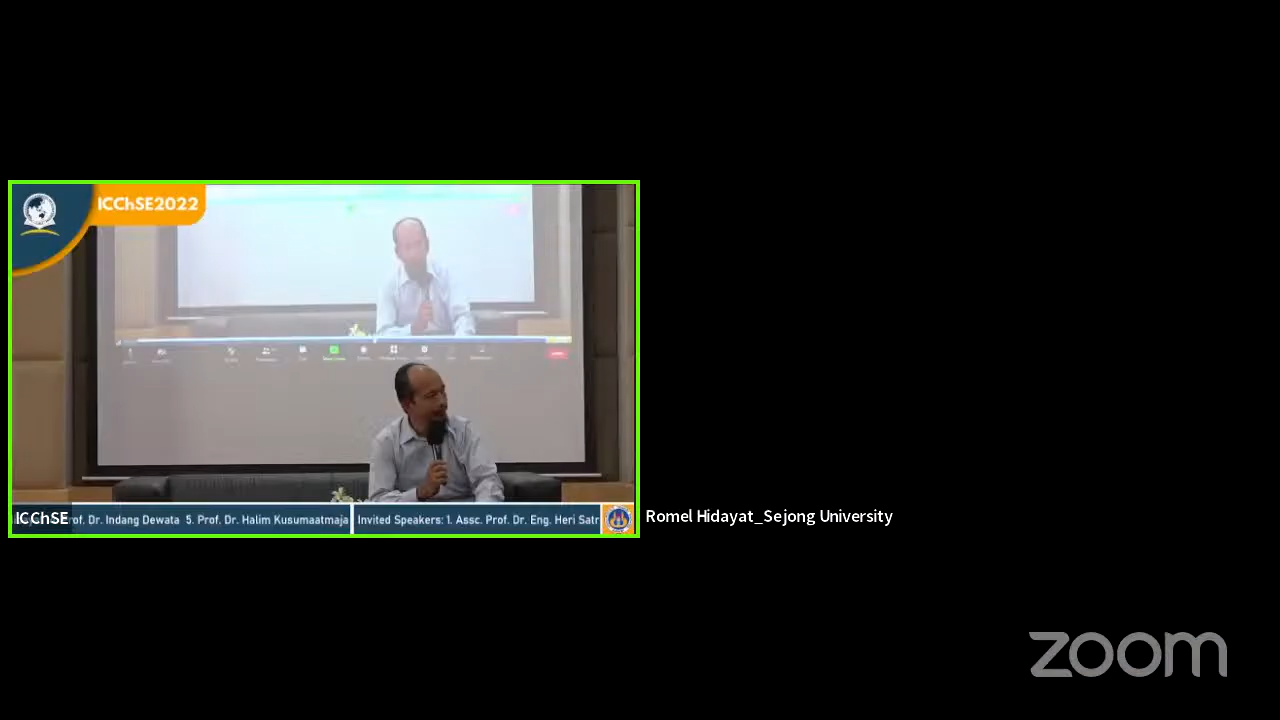 ICChSE2022
ICChSE
rof. Dr. Indang Dewata 5. Prof. Dr. Halim Kusumaatmaja
Invited Speakers: 1. Assc. Prof. Dr. Eng. Heri Satr
Romel Hidayat_Sejong University
zoom